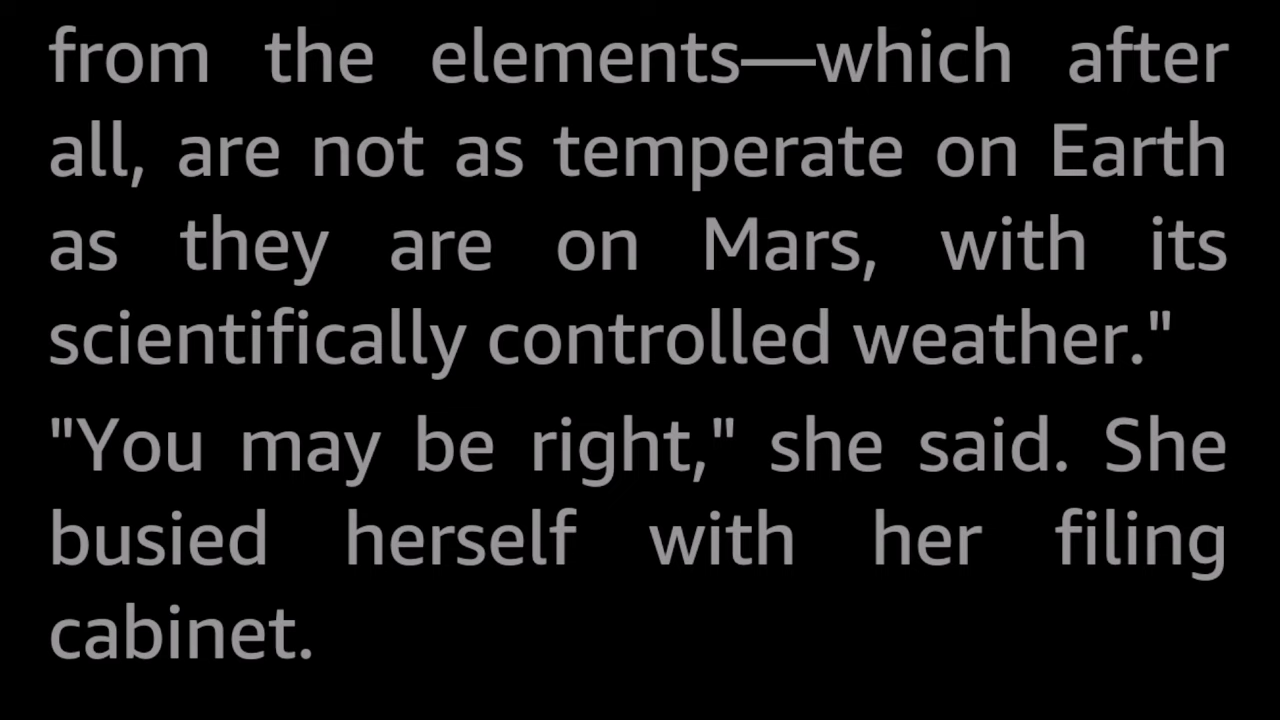 from the elements—which after
all, are not as temperate on Earth
as they are on Mars, with its
scientifically controlled weather."
"You may be right," she said. She
busied herself with her filing
cabinet.